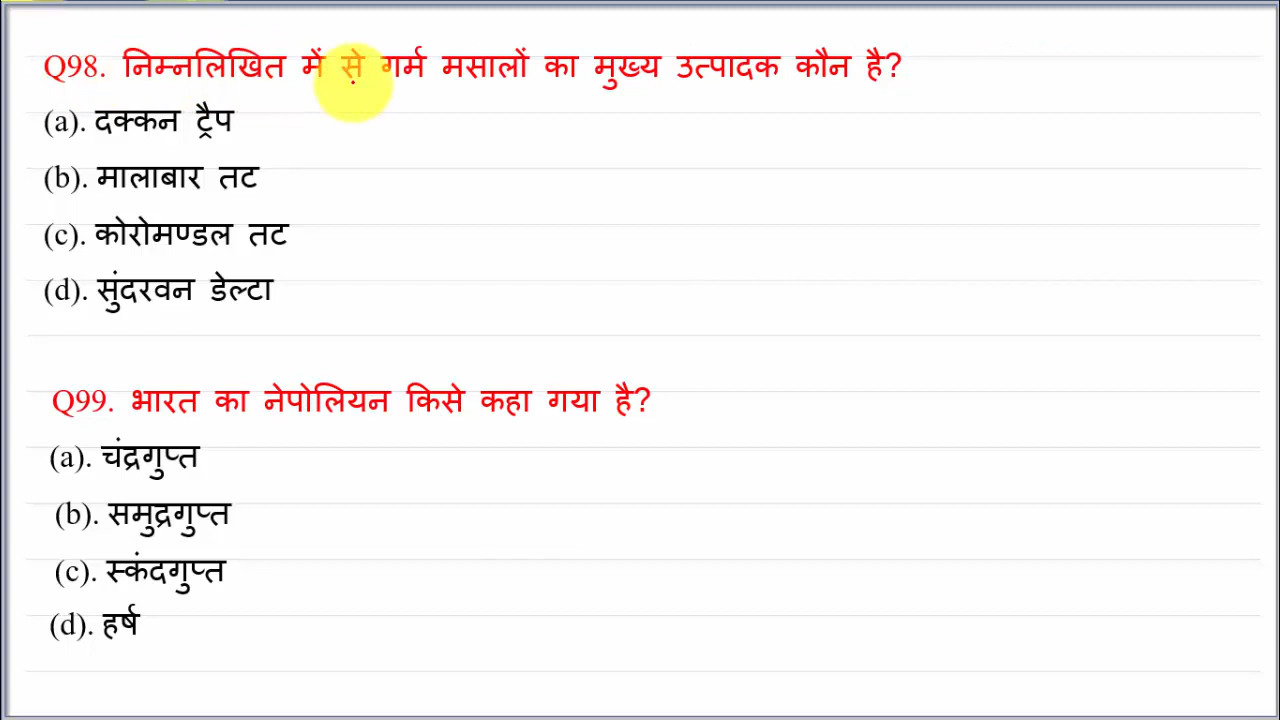 Q98. निम्नलिखित में से गर्म मसालों का मुख्य उत्पादक कौन है?
(a). दक्कन ट्रैप
(b). मालाबार तट
(c). कोरोमण्डल तट
(d). सुंदरवन डेल्टा
Q99. भारत का नेपोलियन किसे कहा गया है?
(a). चंद्रगुप्त
(b). समुद्रगुप्त
(c). स्कंदगुप्त
(d). हर्ष